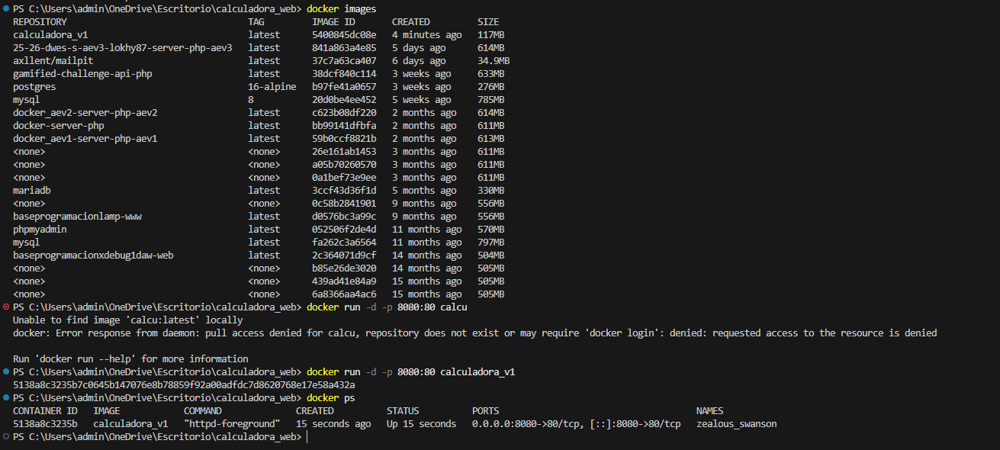 PS C:\Users\admin\OneDrive\Escritorio\calculadora_web> docker images
REPOSITORY TAG IMAGE ID CREATED SIZE
calculadora_v1 latest 5400845dc08e 4 minutes ago 117MB
25-26-dwes-s-aev3-lokhy87-server-php-aev3 latest 841a863a4e85 5 days ago 614MB
axllent/mailpit latest 37c7a63ca407 6 days ago 34.9MB
gamified-challenge-api-php latest 38dcf840c114 3 weeks ago 633MB
postgres 16-alpine b97fe41a0657 3 weeks ago 276MB
mysql 8 20d0be4ee452 5 weeks ago 785MB
docker_aev2-server-php-aev2 latest c623b08df220 2 months ago 614MB
docker-server-php latest bb99141dfbfa 2 months ago 611MB
docker_aev1-server-php-aev1 latest 59b0ccf8821b 2 months ago 613MB
<none> <none> 26e161ab1453 3 months ago 611MB
<none> <none> a05b70260570 3 months ago 611MB
<none> <none> 0a1bef73e9ee 3 months ago 611MB
mariadb latest 3ccf43d36f1d 5 months ago 330MB
<none> <none> 0c58b2841901 9 months ago 556MB
baseprogramacionlamp-www latest d0576bc3a99c 9 months ago 556MB
phpmyadmin latest 052506f2de4d 11 months ago 570MB
mysql latest fa262c3a6564 11 months ago 797MB
baseprogramacionxdebug1daw-web latest 2c364071d9cf 14 months ago 504MB
<none> <none> b85e26de3020 14 months ago 505MB
<none> <none> 439ad41e84a9 15 months ago 505MB
<none> <none> 6a8366aa4ac6 15 months ago 505MB
PS C:\Users\admin\OneDrive\Escritorio\calculadora_web> docker run -d -p 8080:80 calcu
Unable to find image 'calcu:latest' locally
docker: Error response from daemon: pull access denied for calcu, repository does not exist or may require 'docker login': denied: requested access to the resource is denied
Run 'docker run --help' for more information
PS C:\Users\admin\OneDrive\Escritorio\calculadora_web> docker run -d -p 8080:80 calculadora_v1
5138a8c3235b7c0645b147076e8b78859f92a00adfdc7d8620768e17e58a432a
PS C:\Users\admin\OneDrive\Escritorio\calculadora_web> docker ps
CONTAINER ID IMAGE COMMAND CREATED STATUS PORTS NAMES
5138a8c3235b calculadora_v1 "httpd-foreground" 15 seconds ago Up 15 seconds 0.0.0.0:8080->80/tcp, [::]:8080->80/tcp zealous_swanson
PS C:\Users\admin\OneDrive\Escritorio\calculadora_web>